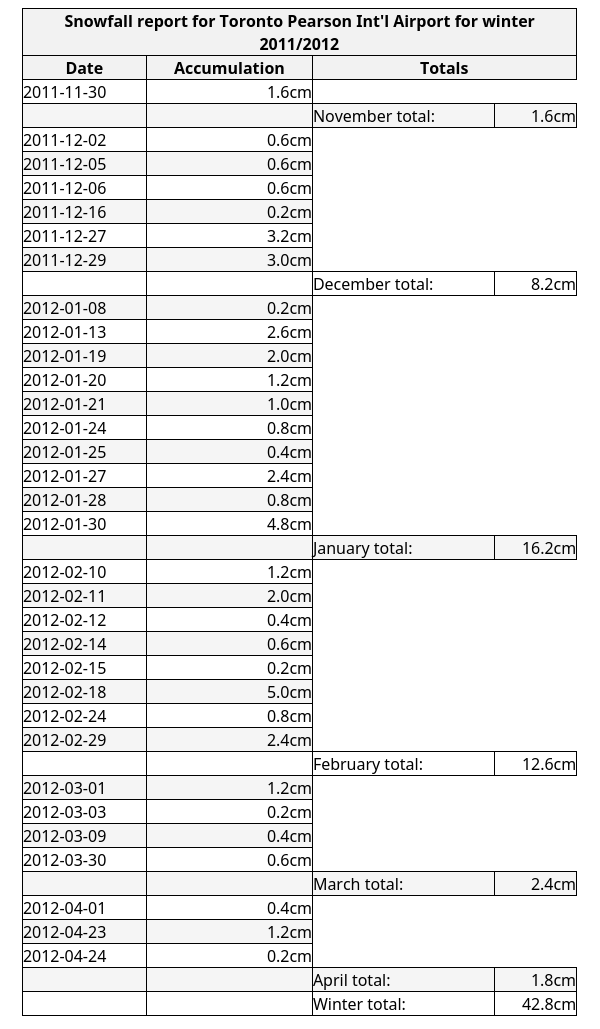 Snowfall report for Toronto Pearson Int'l Airport for winter
2011/2012
Date Accumulation Totals
2011-11-30 1.6cm
November total: 1.6cm
2011-12-02 0.6cm
2011-12-05 0.6cm
2011-12-06 0.6cm
2011-12-16 0.2cm
2011-12-27 3.2cm
2011-12-29 3.0cm
December total: 8.2cm
2012-01-08 0.2cm
2012-01-13 2.6cm
2012-01-19 2.0cm
2012-01-20 1.2cm
2012-01-21 1.0cm
2012-01-24 0.8cm
2012-01-25 0.4cm
2012-01-27 2.4cm
2012-01-28 0.8cm
2012-01-30 4.8cm
January total: 16.2cm
2012-02-10 1.2cm
2012-02-11 2.0cm
2012-02-12 0.4cm
2012-02-14 0.6cm
2012-02-15 0.2cm
2012-02-18 5.0cm
2012-02-24 0.8cm
2012-02-29 2.4cm
February total: 12.6cm
2012-03-01 1.2cm
2012-03-03 0.2cm
2012-03-09 0.4cm
2012-03-30 0.6cm
March total: 2.4cm
2012-04-01 0.4cm
2012-04-23 1.2cm
2012-04-24 0.2cm
April total: 1.8cm
Winter total: 42.8cm